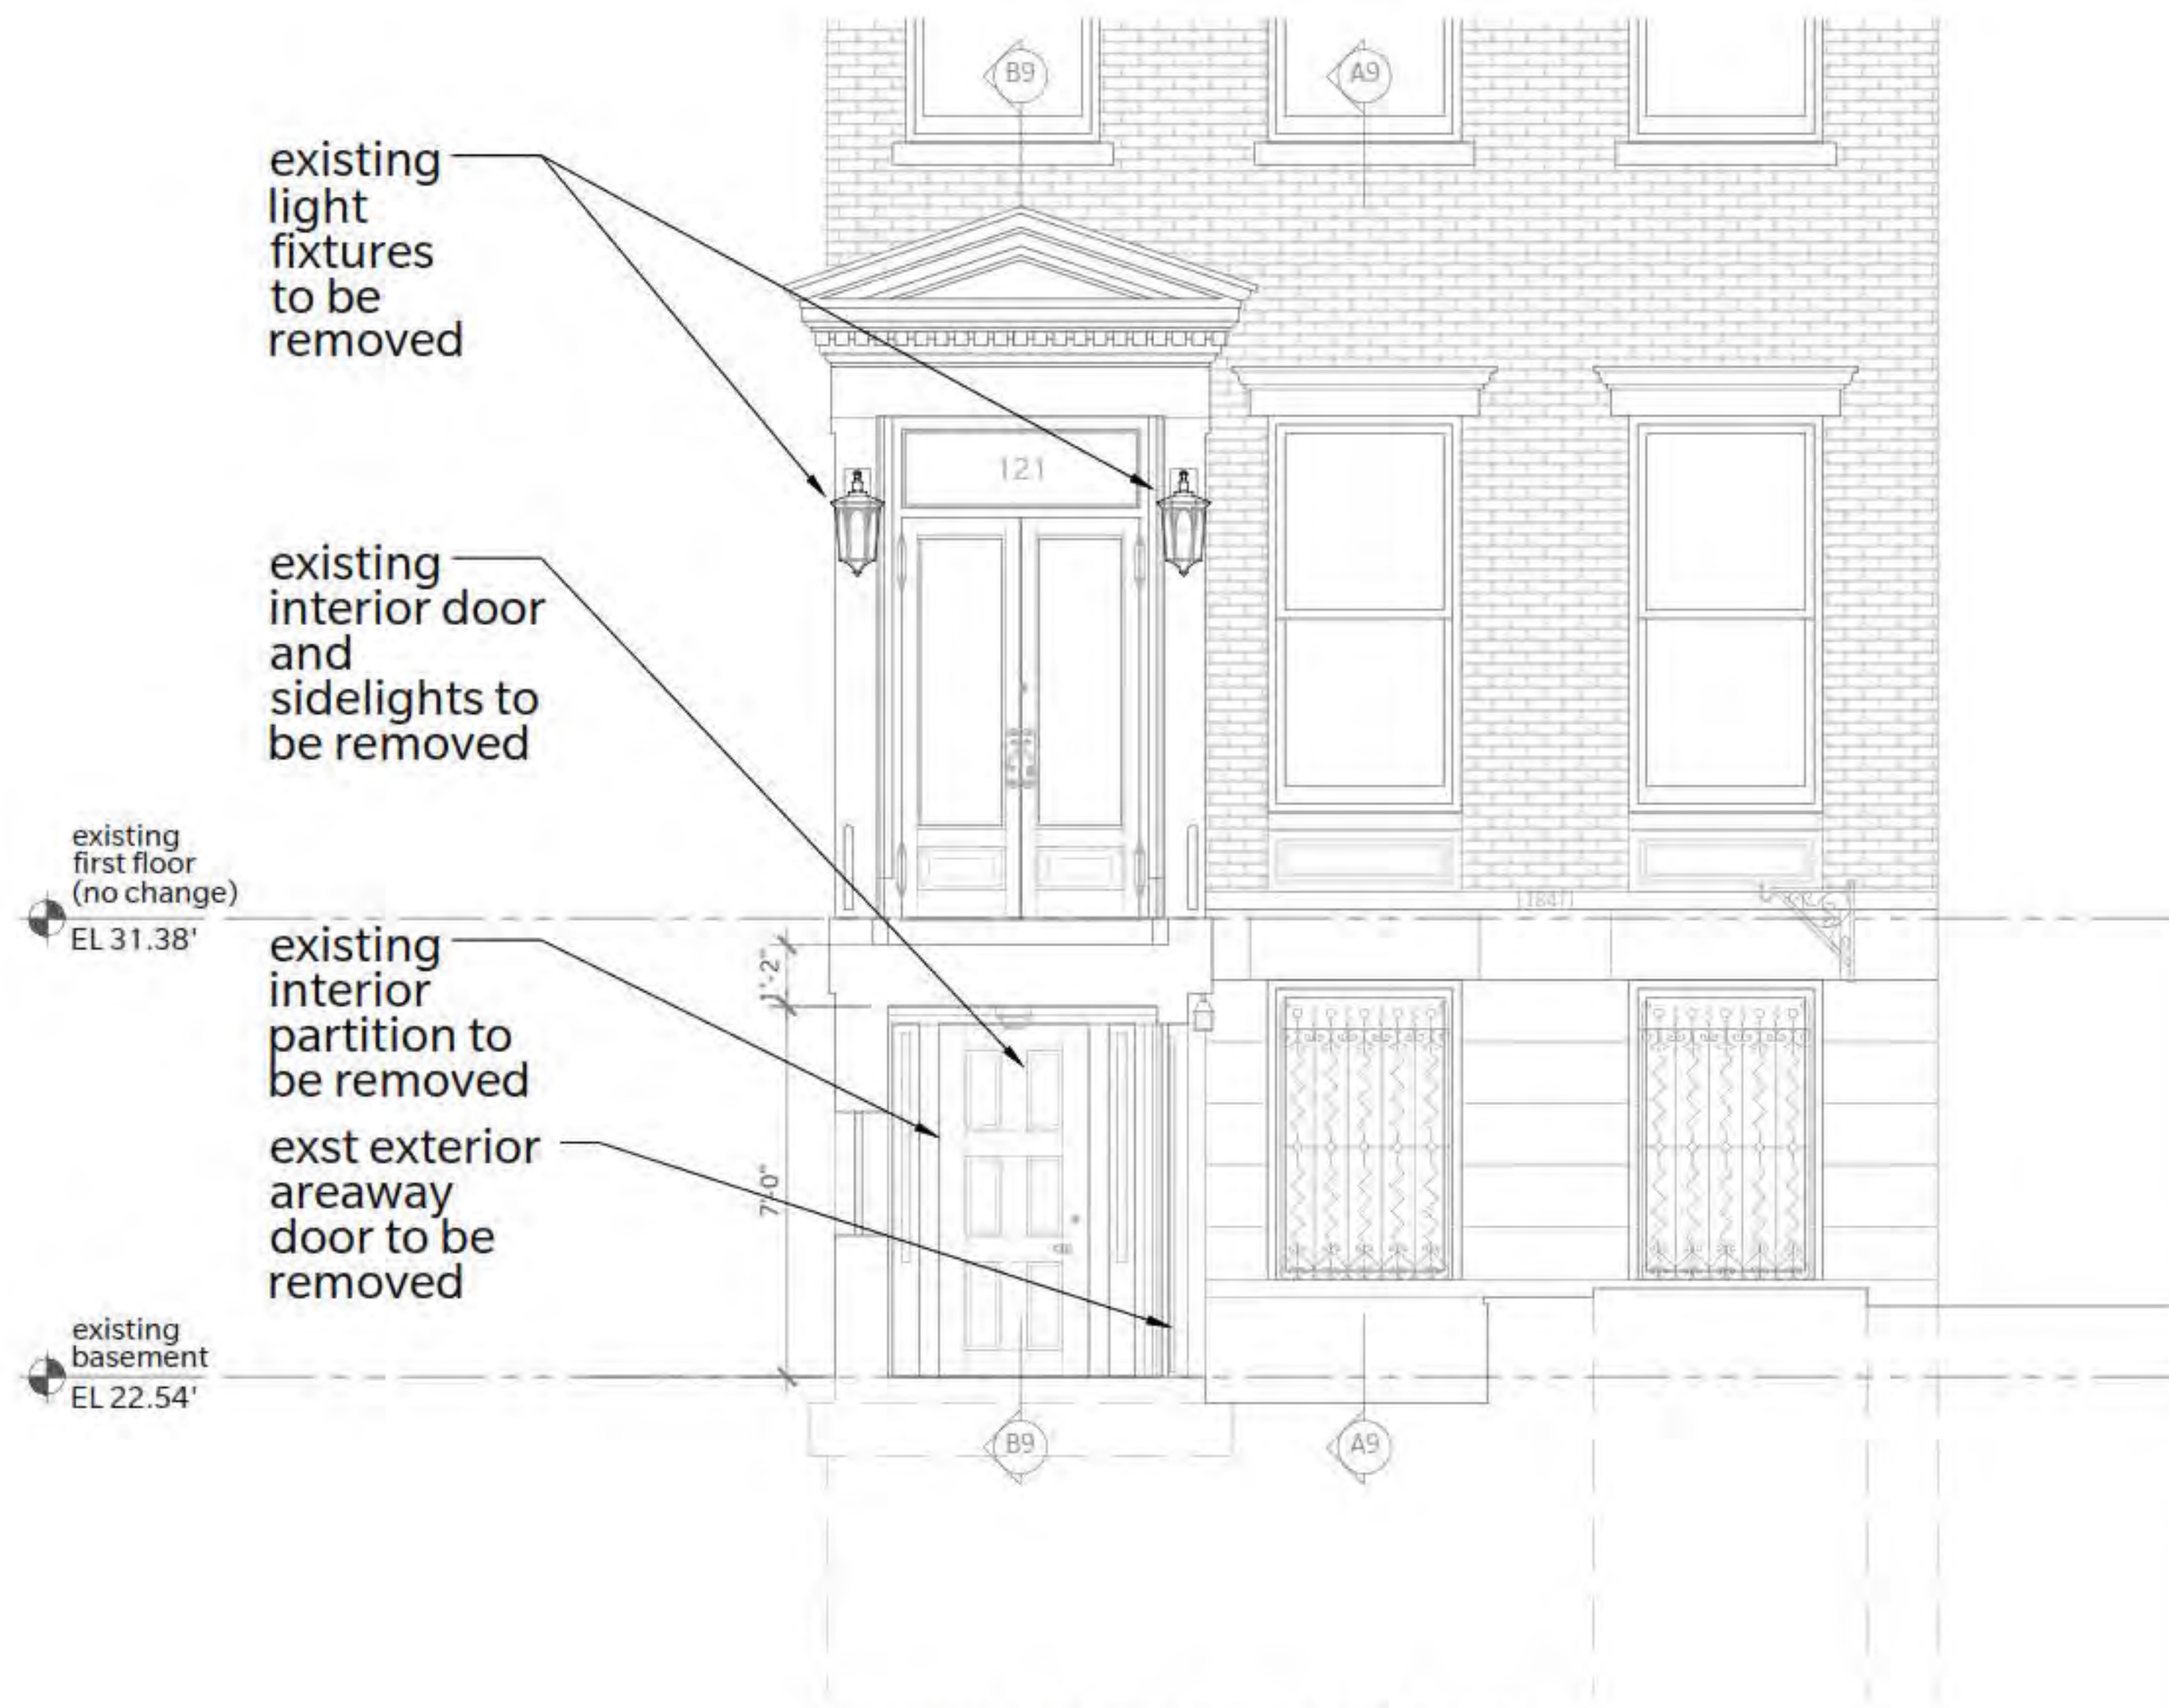 B9
A9
existing
light
fixtures
to be
removed
121
existing
interior door
and
sidelights to
be removed
existing
first floor
(no change)
EL 31.38'
[1847]
existing
interior
partition to
be removed
1'-2"
exst exterior
areaway
door to be
removed
7'-0"
existing
basement
EL 22.54'
B9
A9